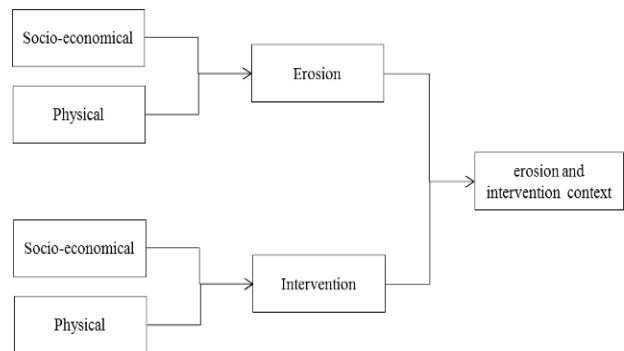 Socio-economical
Physical
Erosion
erosion and
intervention context
Socio-economical
Physical
Intervention